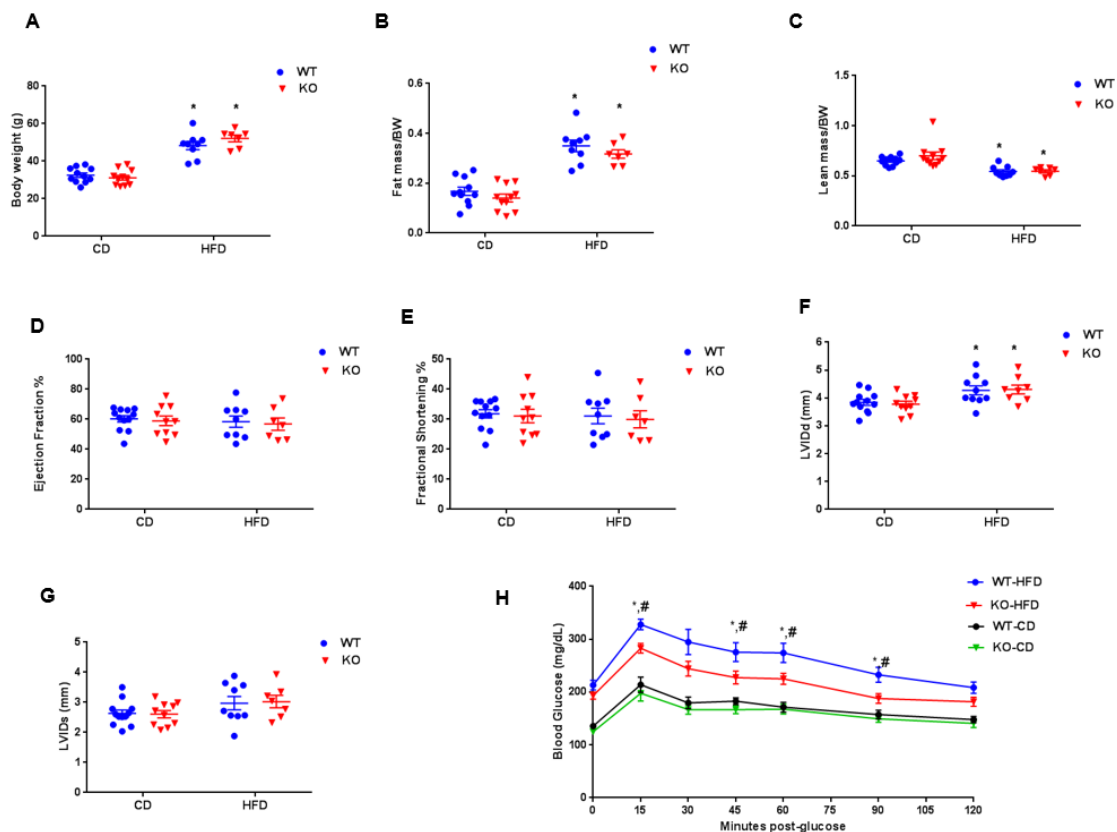 A
WT
KO
Body weight (g)
80
60
40
20
0
*
*
CD
HFD
B
WT
KO
Fat mass/BW
0.6
0.4
0.2
0.0
*
*
CD
HFD
C
WT
KO
Lean mass/BW
1.5
1.0
0.5
0.0
*
*
CD
HFD
D
WT
KO
Ejection Fraction %
100
80
60
40
20
0
CD
HFD
E
WT
KO
Fractional Shortening %
50
40
30
20
10
0
CD
HFD
F
WT
KO
LVIDd (mm)
6
5
4
3
2
1
0
*
*
CD
HFD
G
WT
KO
LVIDs (mm)
5
4
3
2
1
0
CD
HFD
H
WT-HFD
KO-HFD
WT-CD
KO-CD
Blood Glucose (mg/dL)
400
300
200
100
0
*,#
*,#
*,#
*,#
0
15
30
45
60
75
90
105
120
Minutes post-glucose